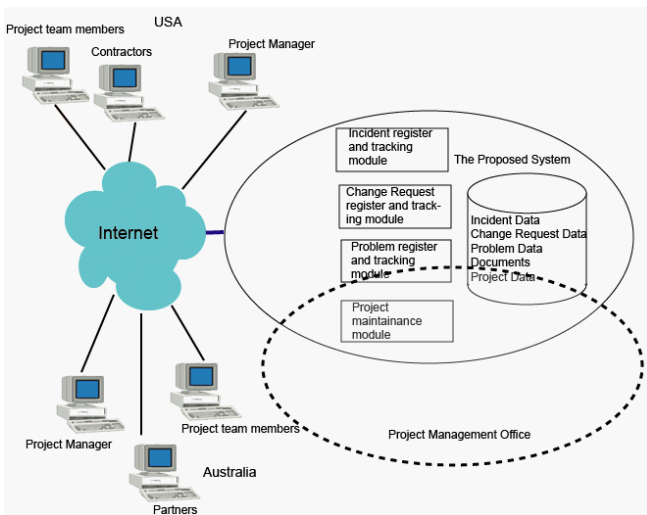 USA
Project team members
Contractors
Project Manager
Incident register
and tracking
module
The Proposed System
Change Request
register and track-
ing module
Incident Data
Change Request Data
Problem Data
Documents
Project Data
Internet
Problem register
and tracking
module
Project
maintainance
module
Project Manager
Project team members
Project Management Office
Australia
Partners